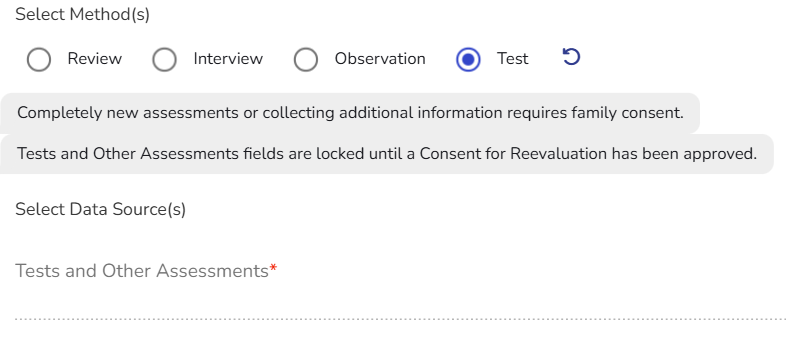 Select Method(s)
Review Interview Observation Test
Completely new assessments or collecting additional information requires family consent.
Tests and Other Assessments fields are locked until a Consent for Reevaluation has been approved.
Select Data Source(s)
Tests and Other Assessments*